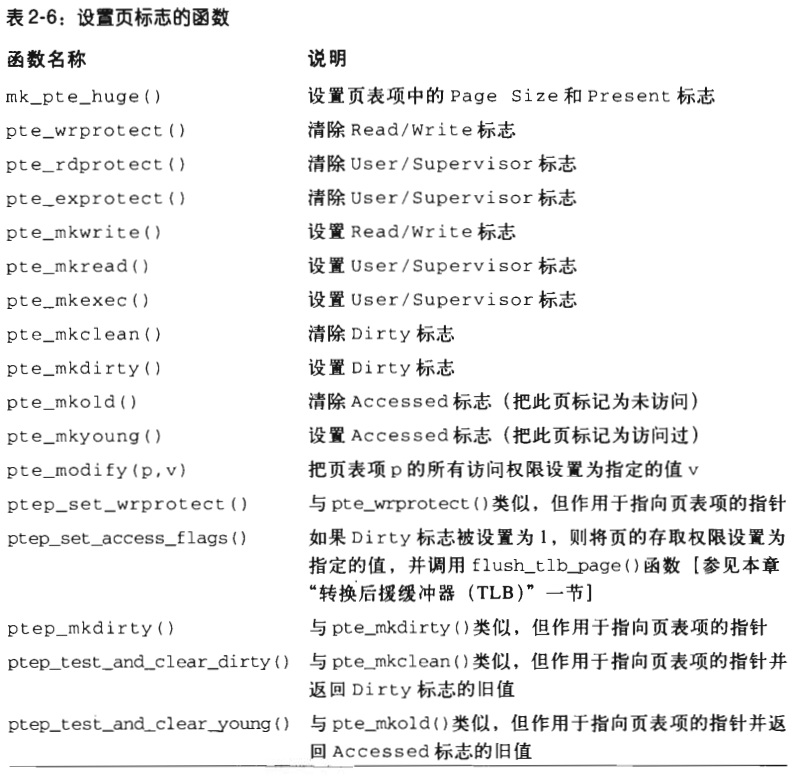 表2-6：设置页标志的函数
函数名称 说明
mk_pte_huge() 设置页表项中的 Page Size 和 Present 标志
pte_wrprotect() 清除 Read/Write 标志
pte_rdprotect() 清除 User/Supervisor 标志
pte_exprotect() 清除 User/Supervisor 标志
pte_mkwrite() 设置 Read/Write 标志
pte_mkread() 设置 User/Supervisor 标志
pte_mkexec() 设置 User/Supervisor 标志
pte_mkclean() 清除 Dirty 标志
pte_mkdirty() 设置 Dirty 标志
pte_mkold() 清除 Accessed 标志（把此页标记为未访问）
pte_mkyoung() 设置 Accessed 标志（把此页标记为访问过）
pte_modify(p,v) 把页表项 p 的所有访问权限设置为指定的值 v
ptep_set_wrprotect() 与 pte_wrprotect()类似，但作用于指向页表项的指针
ptep_set_access_flags() 如果 Dirty 标志被设置为 1，则将页的存取权限设置为
指定的值，并调用 flush_tlb_page()函数 [参见本章
“转换后援缓冲器（TLB）”一节]
ptep_mkdirty() 与 pte_mkdirty()类似，但作用于指向页表项的指针
ptep_test_and_clear_dirty() 与 pte_mkclean()类似，但作用于指向页表项的指针并
返回 Dirty 标志的旧值
ptep_test_and_clear_young() 与 pte_mkold()类似，但作用于指向页表项的指针并返
回 Accessed 标志的旧值